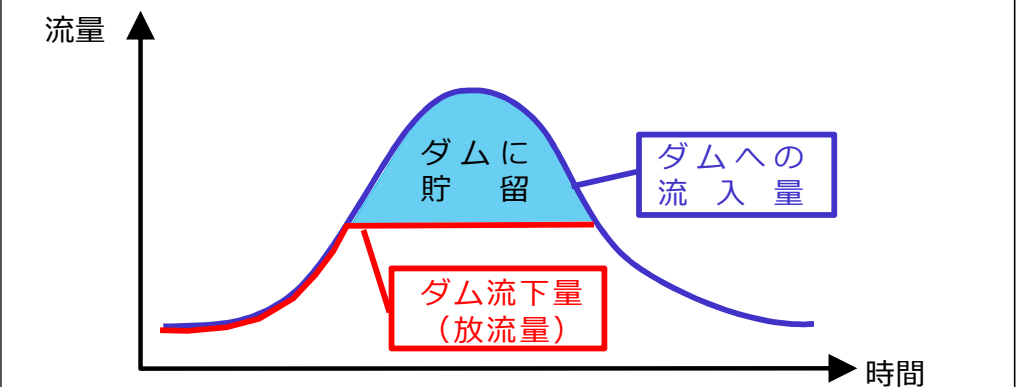 流量
ダムに
貯留
ダムへの
流入量
ダム流下量
（放流量）
時間